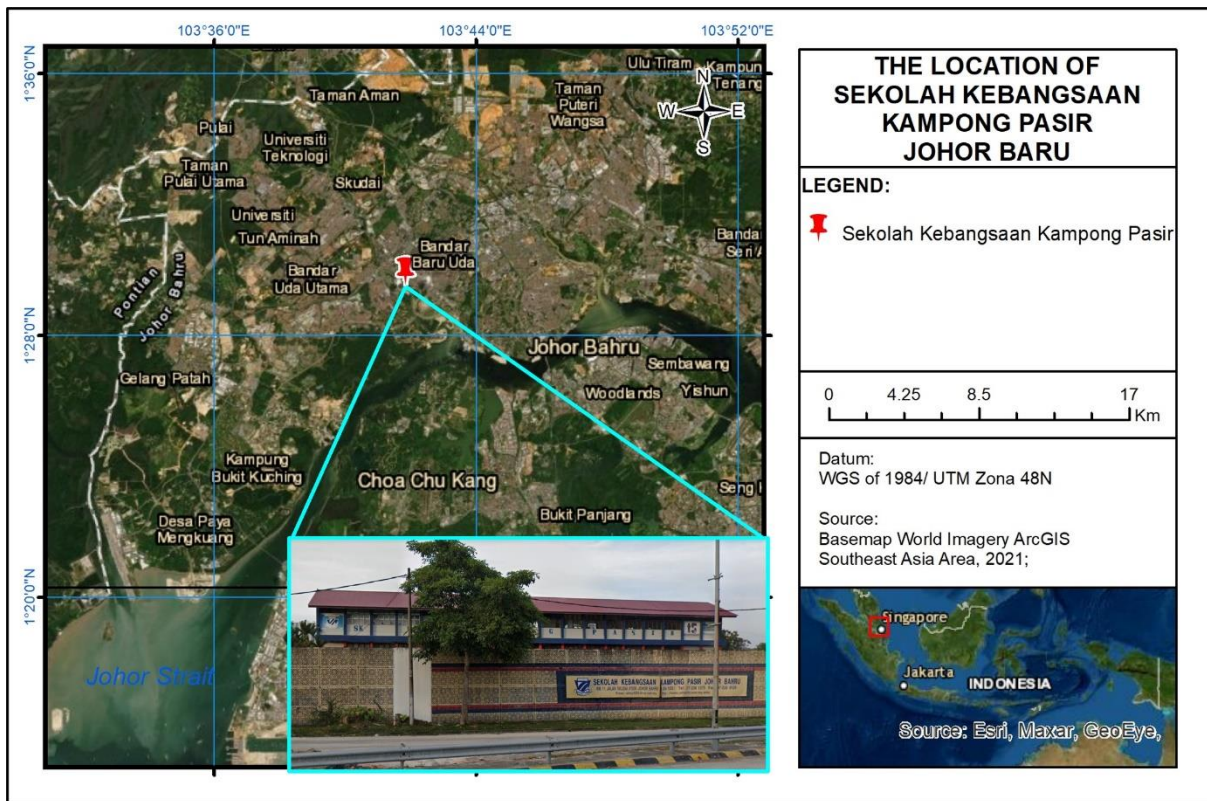 103°36'0"E
103°44'0"E
103°52'0"E
1°36'0"N
1°28'0"N
1°20'0"N
Ulu Tiram
Kampu
Tenang
Taman Aman
Taman
Puteri
Wangsa
N
W
E
S
Pulai
Universiti
Teknologi
Taman
Pulai Utama
Skudai
Universiti
Tun Aminah
Bandar
Baru Uda
Bandar
Seri A
Bandar
Uda Utama
Pontian
Johor Bahru
Johor Bahru
Sembawang
Gelang Patah
Woodlands
Yishun
Kampung
Bukit Kuching
Choa Chu Kang
Seng K
Desa Paya
Mengkuang
Bukit Panjang
Johor Strait
SEKOLAH KEBANGSAAN KAMPONG PASIR JOHOR BAHRU
THE LOCATION OF
SEKOLAH KEBANGSAAN
KAMPONG PASIR
JOHOR BARU
LEGEND:
Sekolah Kebangsaan Kampong Pasir
0 4.25 8.5 17
Km
Datum:
WGS of 1984/ UTM Zona 48N
Source:
Basemap World Imagery ArcGIS
Southeast Asia Area, 2021;
Singapore
Jakarta
INDONESIA
Source: Esri, Maxar, GeoEye,